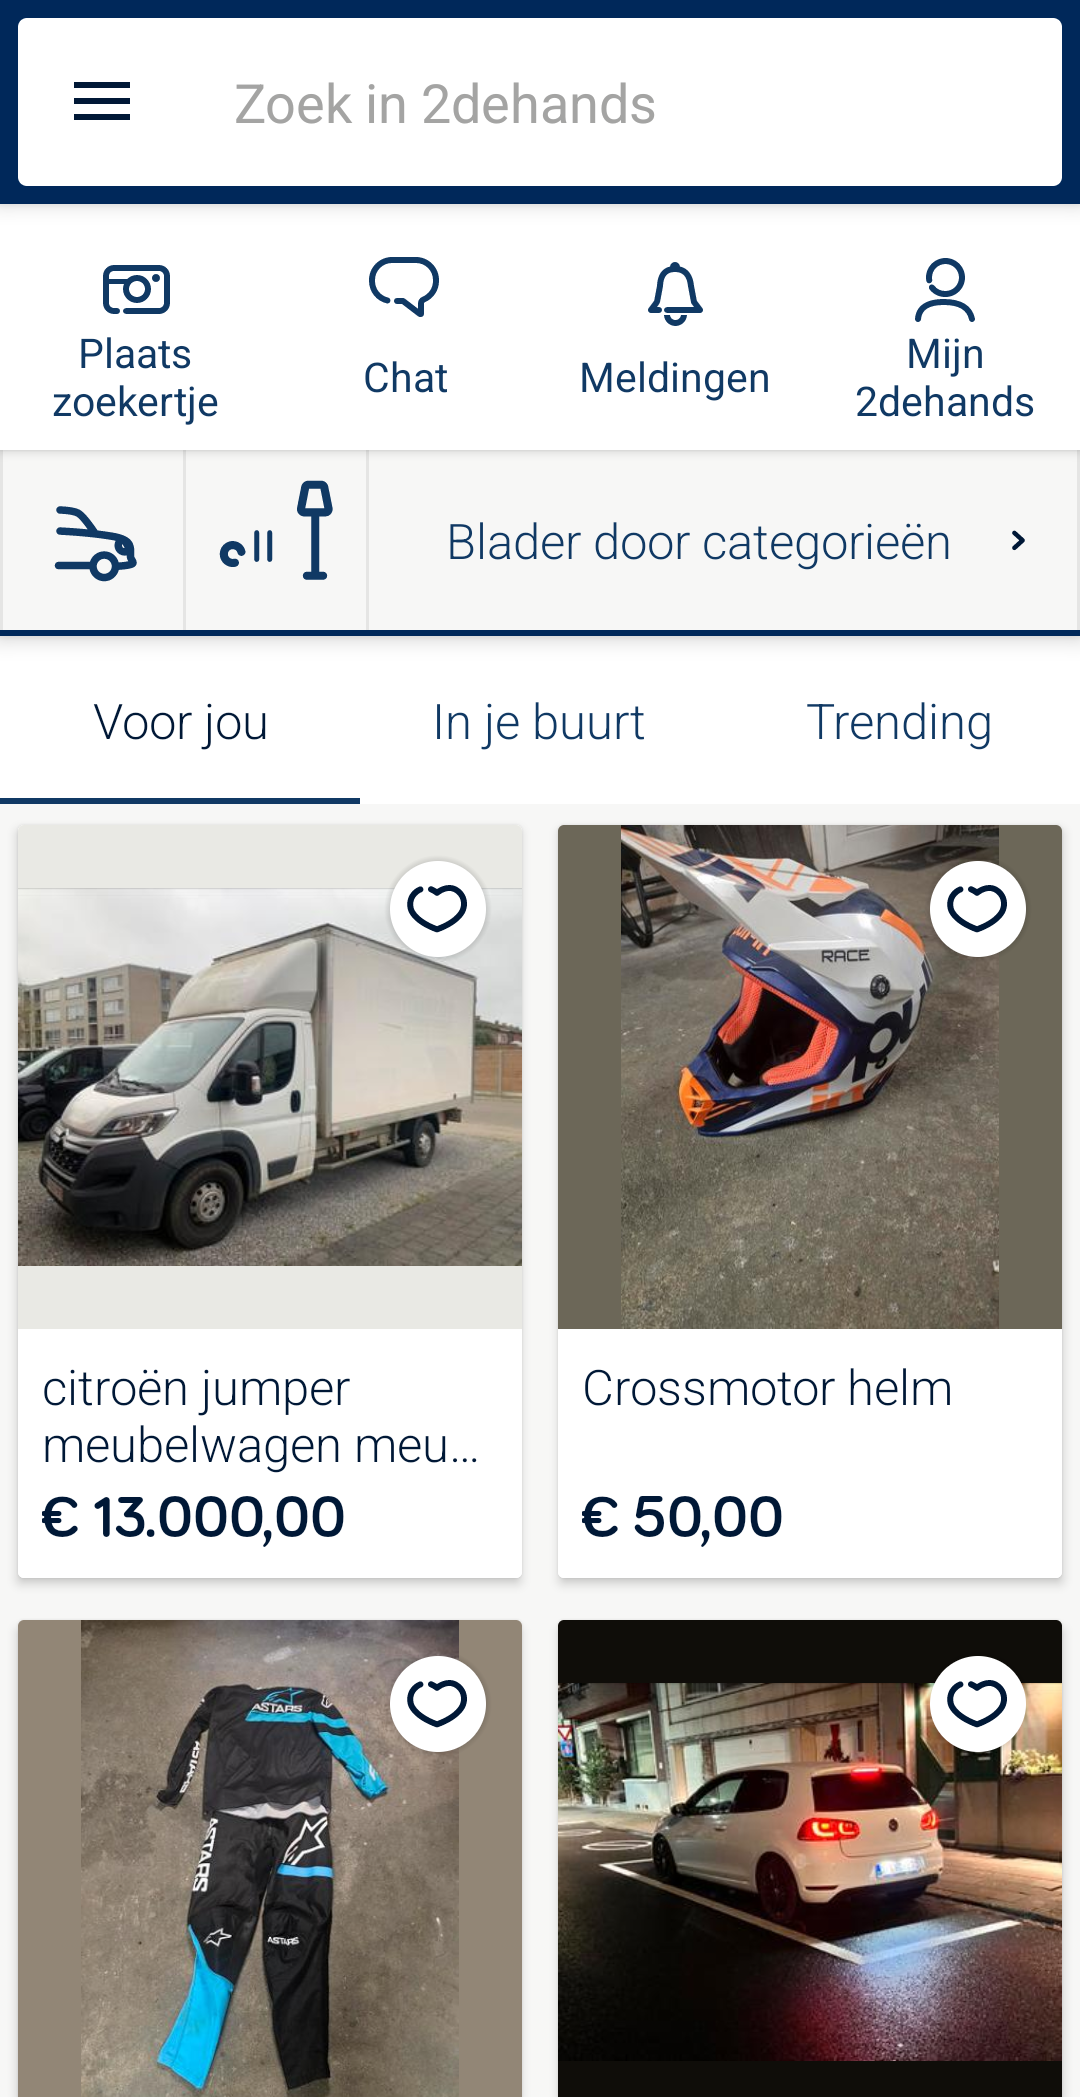 Zoek in 2dehands
Plaats
zoekertje
Chat
Meldingen
Mijn
2dehands
Blader door categorieën
Voor jou
In je buurt
Trending
RACE
citroën jumper
meubelwagen meu...
€ 13.000,00
Crossmotor helm
€ 50,00
ASTARS
ASTARS
ASTARS
ASTARS